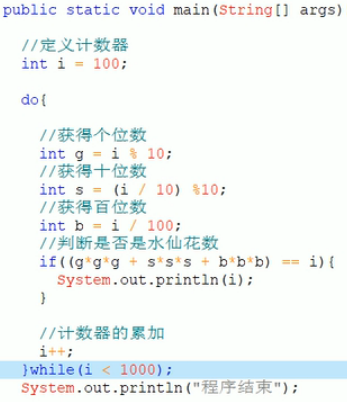 public static void main(String[] args)
//定义计数器
int i = 100;
do{
//获得个位数
int g = i % 10;
//获得十位数
int s = (i / 10) %10;
//获得百位数
int b = i / 100;
//判断是否是水仙花数
if((g*g*g + s*s*s + b*b*b) == i){
System.out.println(i);
}
//计数器的累加
i++;
}while(i < 1000);
System.out.println("程序结束");